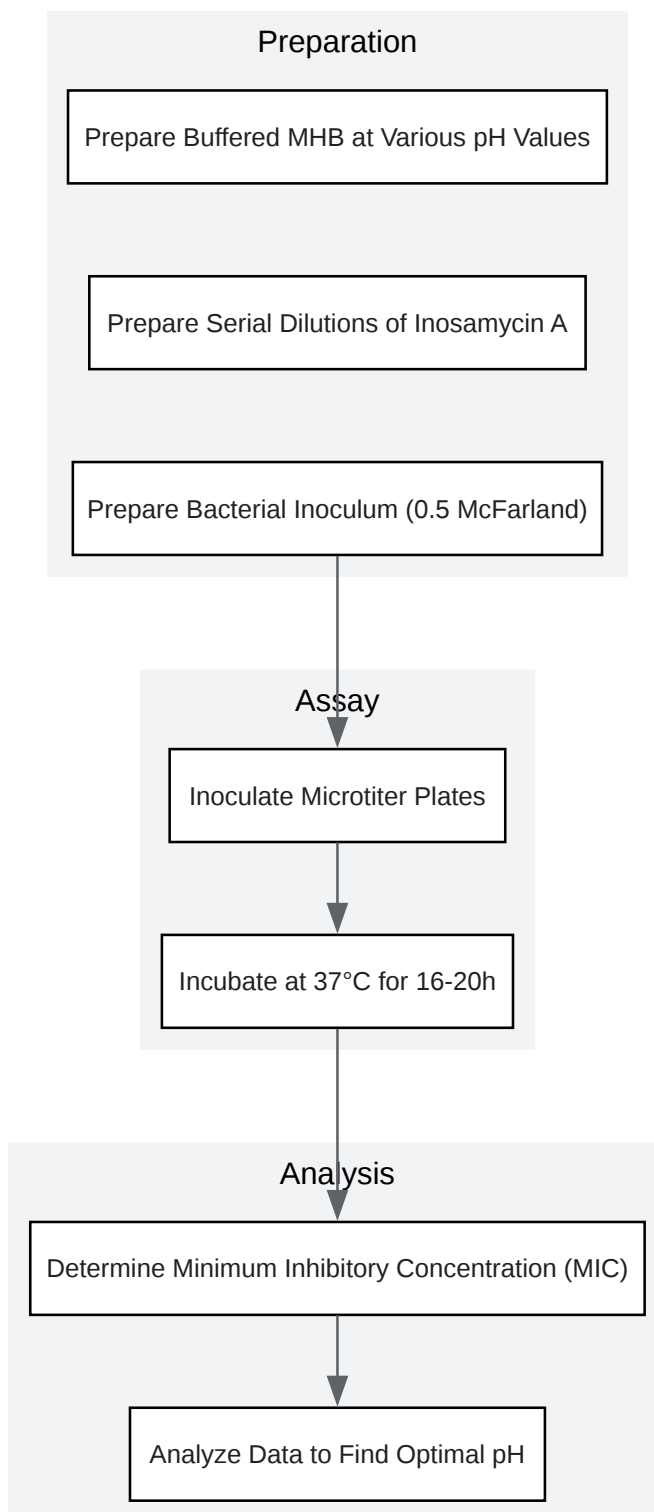 Preparation
Prepare Buffered MHB at Various pH Values
Prepare Serial Dilutions of Inosamycin A
Prepare Bacterial Inoculum (0.5 McFarland)
Assay
Inoculate Microtiter Plates
Incubate at 37°C for 16-20h
Analysis
Determine Minimum Inhibitory Concentration (MIC)
Analyze Data to Find Optimal pH